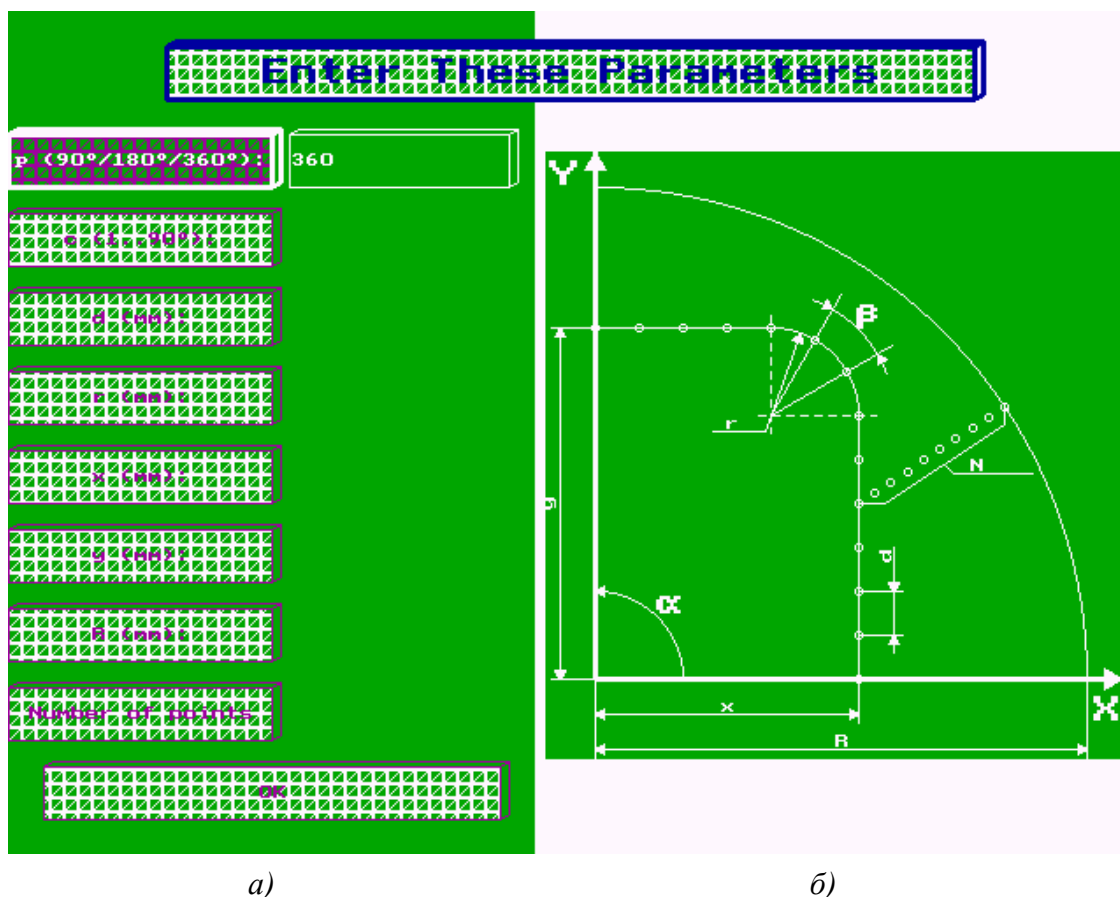 Enter These Parameters
p (90°/180°/360°): 360
c (1..90°):
d (mm):
r (mm):
x (mm):
y (mm):
R (mm):
Number of points
OK
Y
β
r
N
y
d
α
x
X
R
а) б)